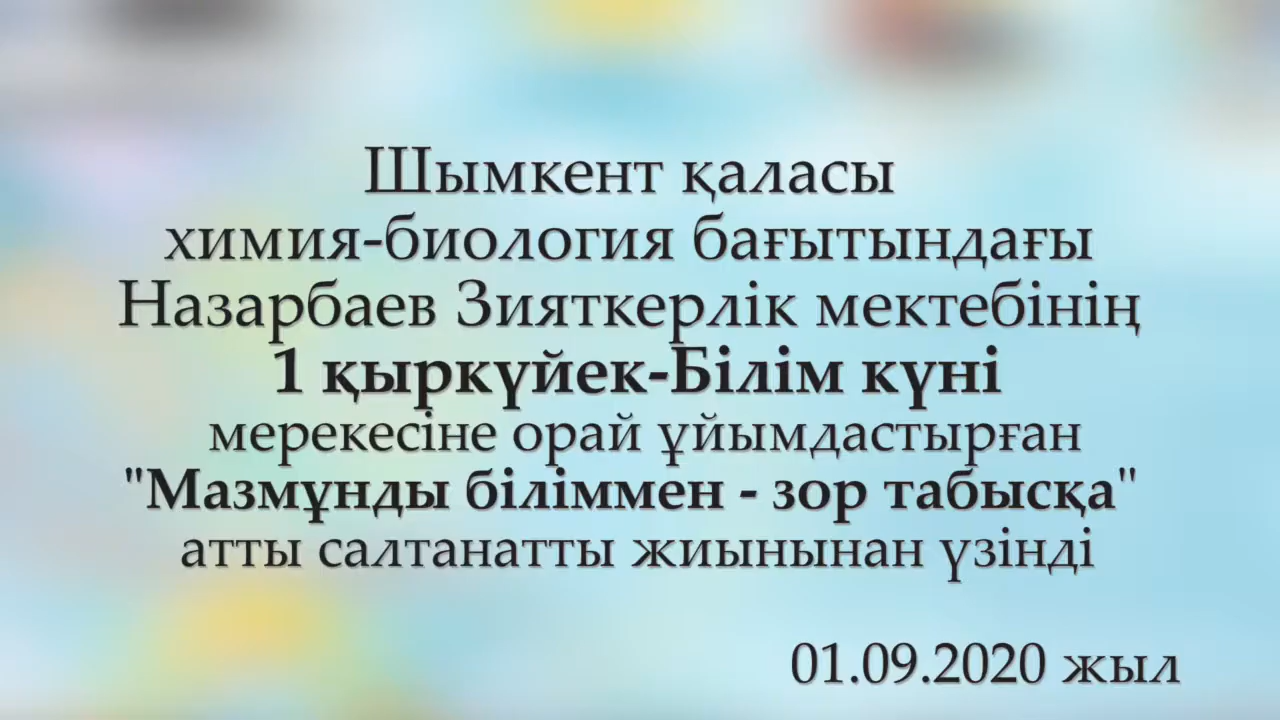 Шымкент қаласы
химия-биология бағытындағы
Назарбаев Зияткерлік мектебінің
1 қыркүйек-Білім күні
мерекесіне орай ұйымдастырған
"Мазмұнды біліммен - зор табысқа"
атты салтанатты жиынынан үзінді
01.09.2020 жыл